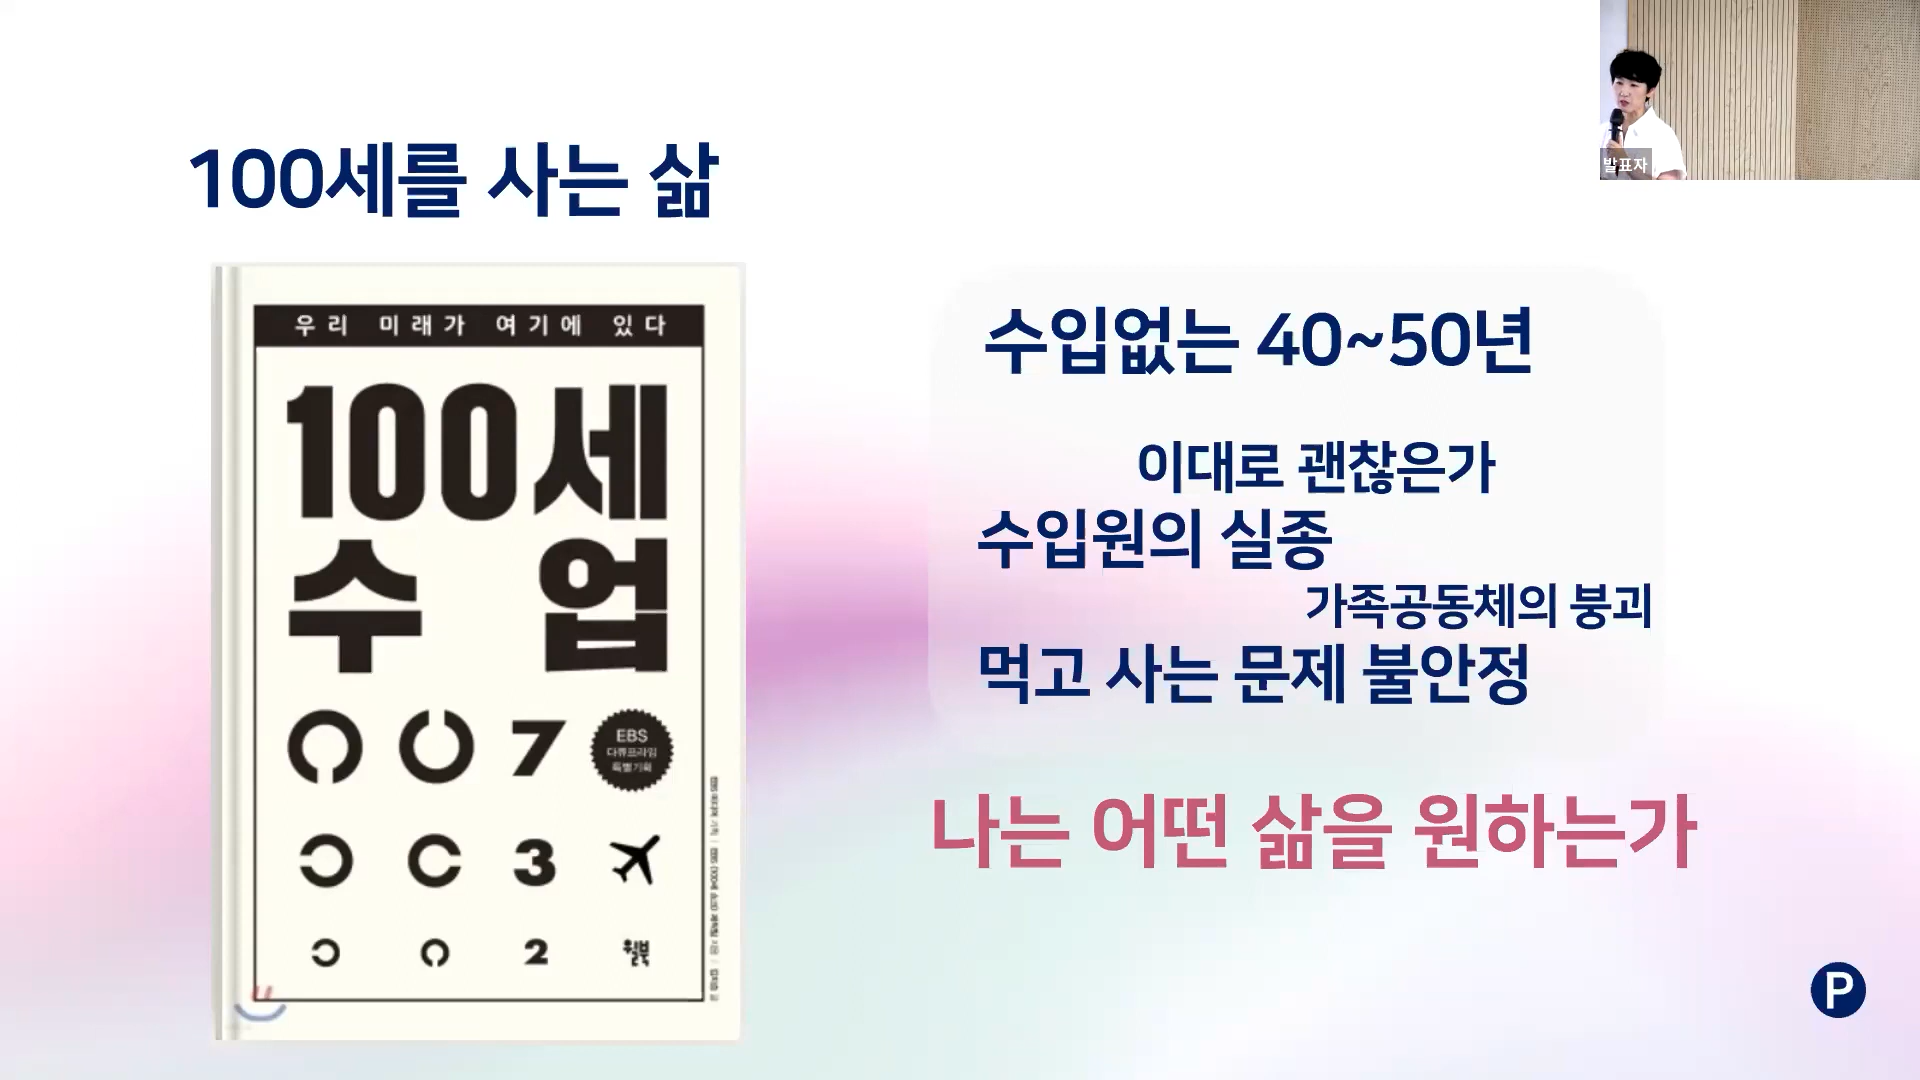 발표자
100세를 사는 삶
우리 미래가 여기에 있다
100세
수업
7
EBS
다큐프라임
특별기획
3
2
윌북
수입없는 40~50년
이대로 괜찮은가
수입원의 실종
가족공동체의 붕괴
먹고 사는 문제 불안정
나는 어떤 삶을 원하는가
P